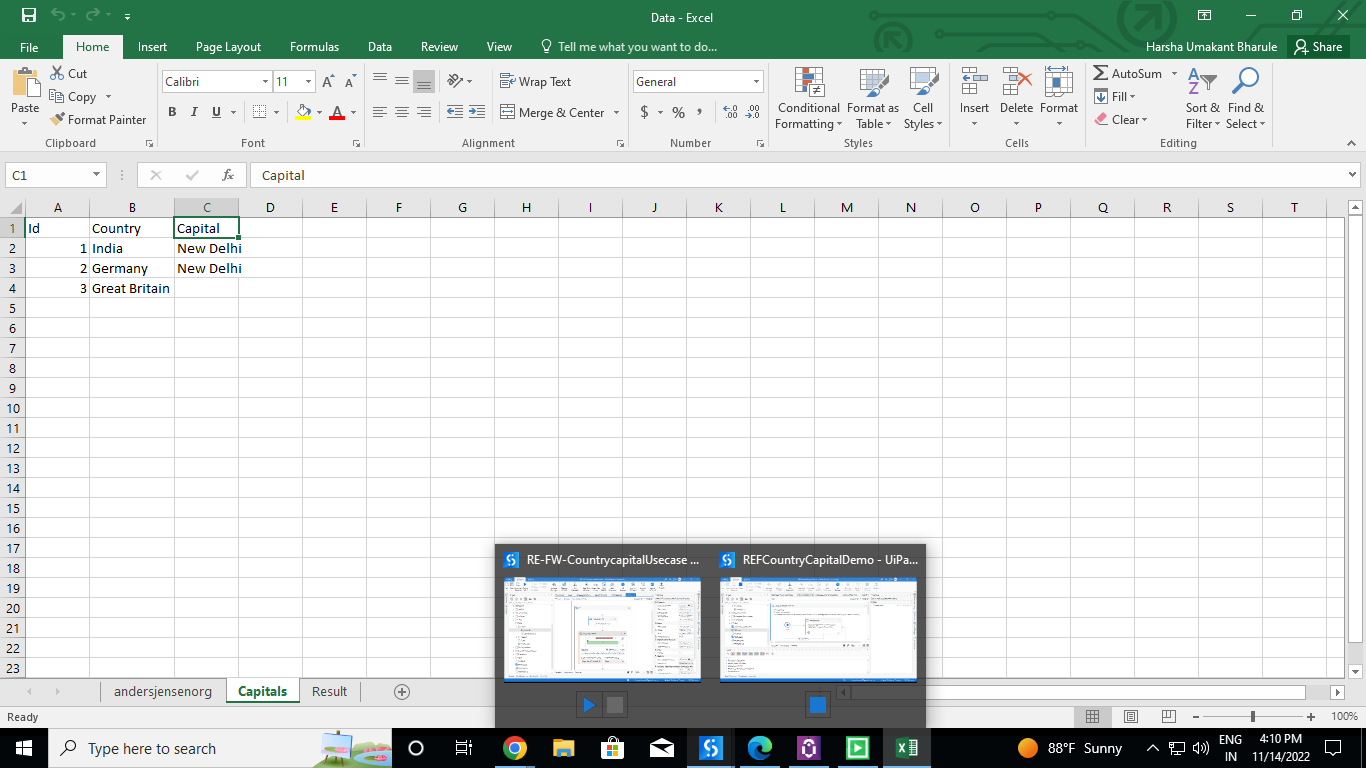 Data - Excel
File Home Insert Page Layout Formulas Data Review View Tell me what you want to do... Harsha Umakant Bharule Share
Paste
Cut
Copy
Format Painter
Clipboard
Calibri 11
B I U
Font
Wrap Text
Merge & Center
Alignment
General
$ % ,
Number
Conditional Formatting
Format as Table
Cell Styles
Styles
Insert Delete Format
Cells
AutoSum
Fill
Clear
Sort & Filter
Find & Select
Editing
C1 fx Capital
A B C D E F G H I J K L M N O P Q R S T
1 Id Country Capital
2 1 India New Delhi
3 2 Germany New Delhi
4 3 Great Britain
5
6
7
8
9
10
11
12
13
14
15
16
17
18
19
20
21
22
23
RE-FW-CountrycapitalUsecase ... REFCountryCapitalDemo - UiPa...
andersjensenorg Capitals Result
Ready 100%
Type here to search
88°F Sunny
ENG
IN
4:10 PM
11/14/2022